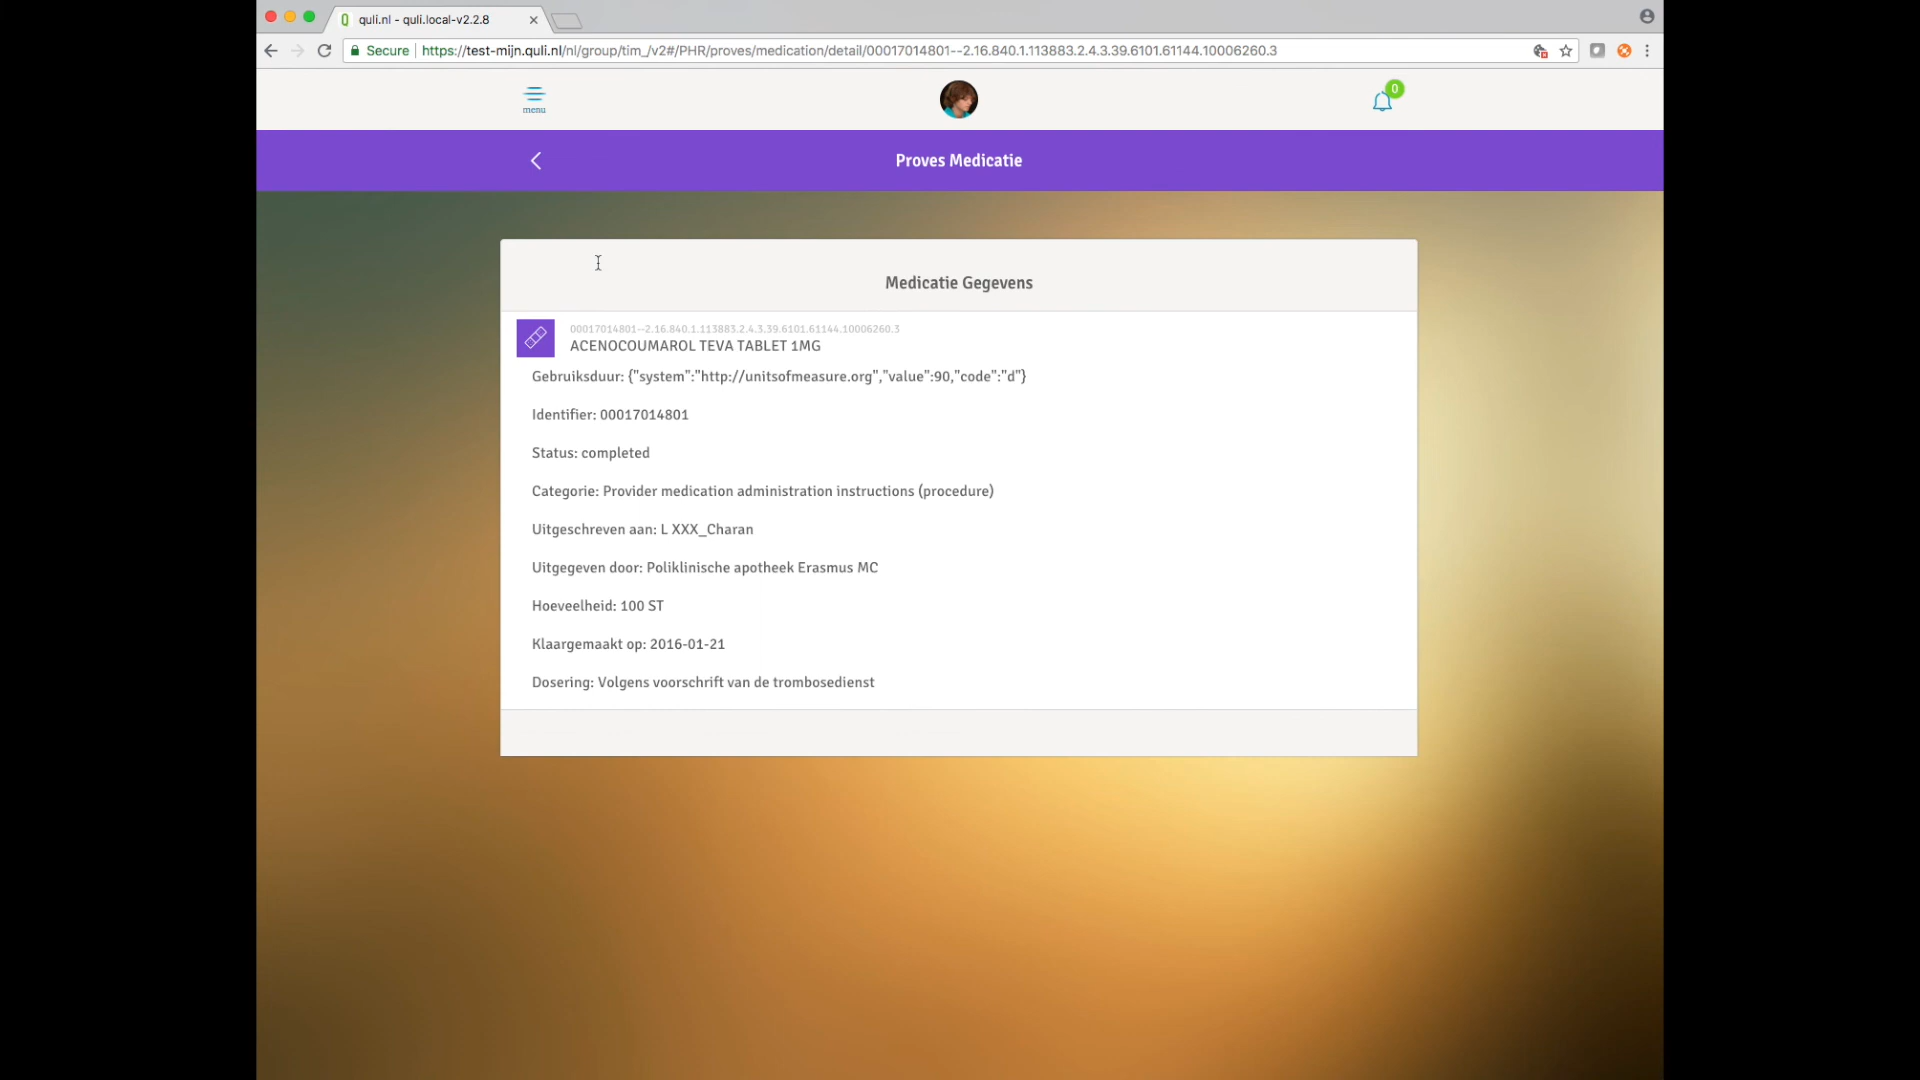 quli.nl - quli.local-v2.2.8
Secure https://test-mijn.quli.nl/nl/group/tim_/v2#/PHR/proves/medication/detail/00017014801--2.16.840.1.113883.2.4.3.39.6101.61144.10006260.3
menu
0
Proves Medicatie
Medicatie Gegevens
00017014801--2.16.840.1.113883.2.4.3.39.6101.61144.10006260.3
ACENOCOUMAROL TEVA TABLET 1MG
Gebruiksduur: {"system":"http://unitsofmeasure.org","value":90,"code":"d"}
Identifier: 00017014801
Status: completed
Categorie: Provider medication administration instructions (procedure)
Uitgeschreven aan: L XXX_Charan
Uitgegeven door: Poliklinische apotheek Erasmus MC
Hoeveelheid: 100 ST
Klaargemaakt op: 2016-01-21
Dosering: Volgens voorschrift van de trombosedienst